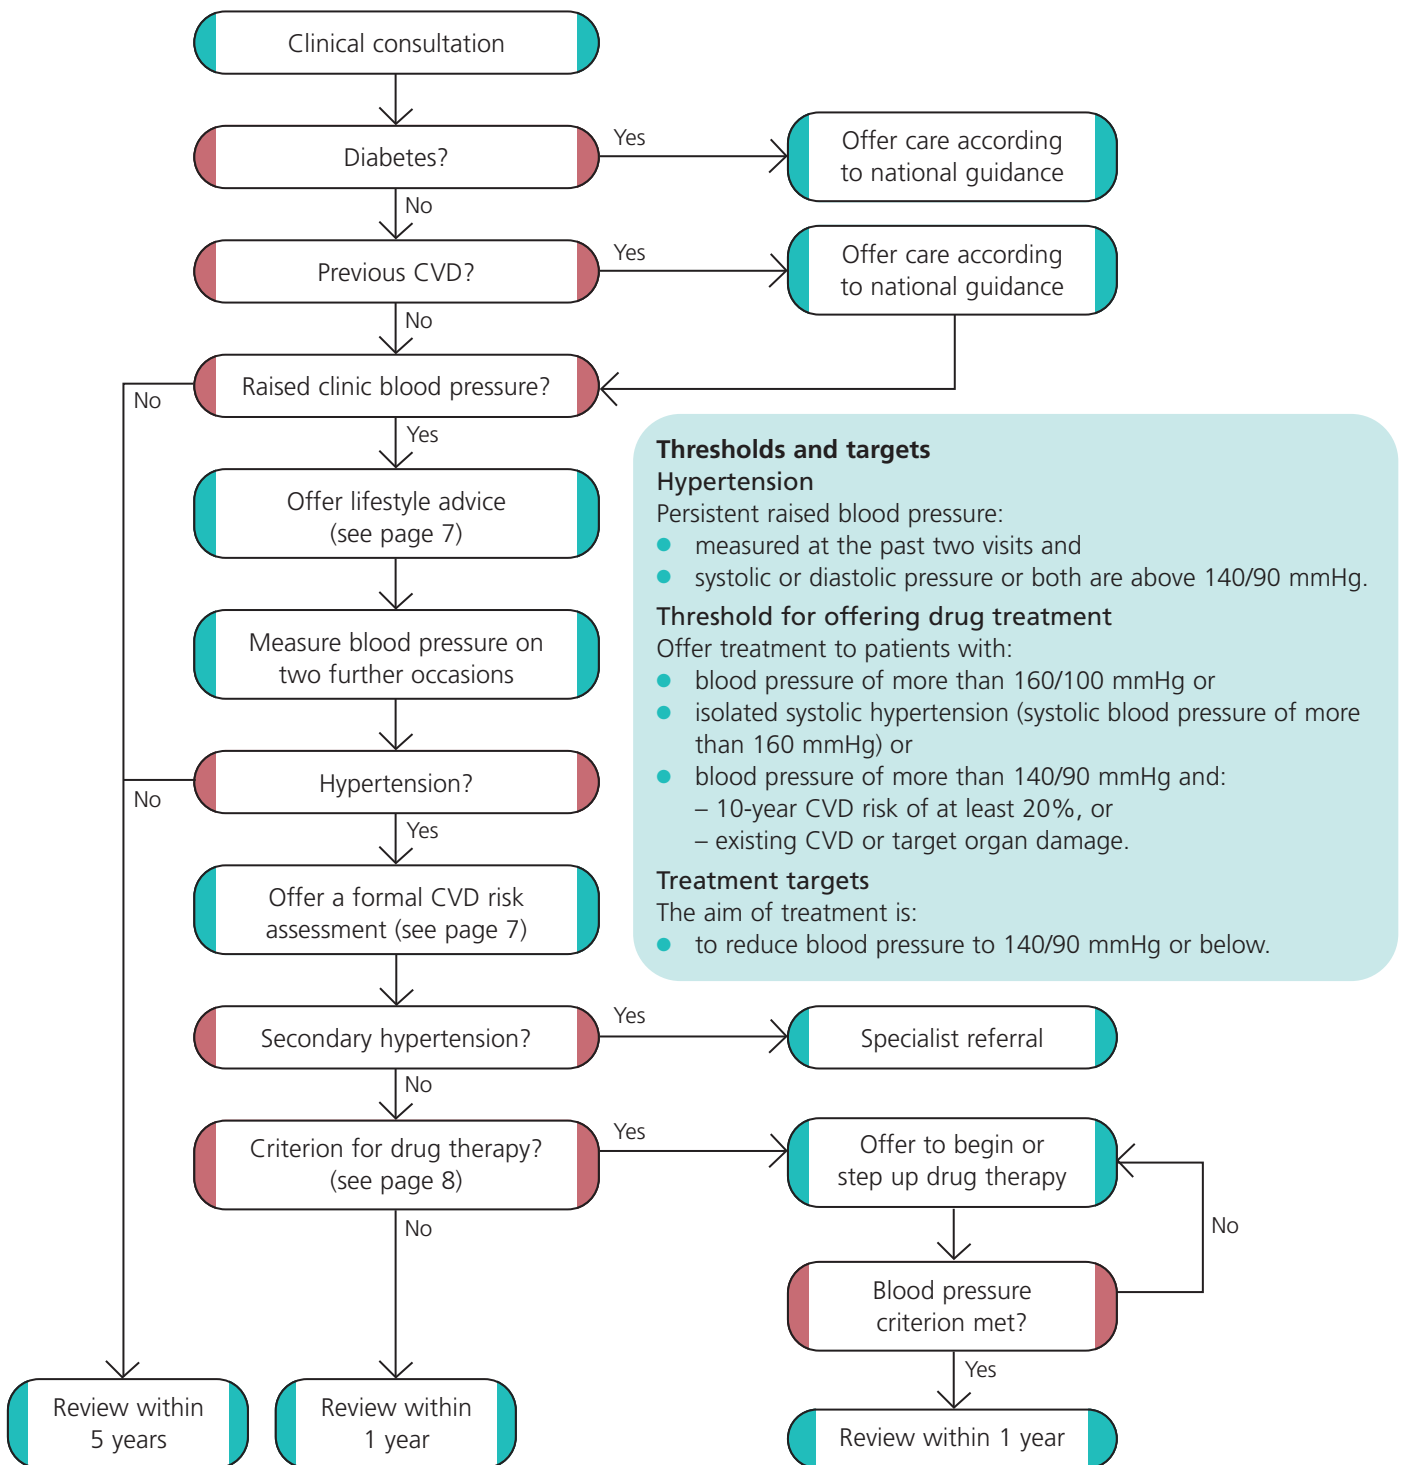 Clinical consultation
Diabetes?
Yes
Offer care according
to national guidance
No
Previous CVD?
Yes
Offer care according
to national guidance
No
Raised clinic blood pressure?
No
Yes
Offer lifestyle advice
(see page 7)
Measure blood pressure on
two further occasions
Hypertension?
No
Yes
Offer a formal CVD risk
assessment (see page 7)
Thresholds and targets
Hypertension
Persistent raised blood pressure:
● measured at the past two visits and
● systolic or diastolic pressure or both are above 140/90 mmHg.
Threshold for offering drug treatment
Offer treatment to patients with:
● blood pressure of more than 160/100 mmHg or
● isolated systolic hypertension (systolic blood pressure of more
than 160 mmHg) or
● blood pressure of more than 140/90 mmHg and:
– 10-year CVD risk of at least 20%, or
– existing CVD or target organ damage.
Treatment targets
The aim of treatment is:
● to reduce blood pressure to 140/90 mmHg or below.
Secondary hypertension?
Yes
Specialist referral
No
Criterion for drug therapy?
(see page 8)
Yes
Offer to begin or
step up drug therapy
No
No
Blood pressure
criterion met?
Yes
Review within
5 years
Review within
1 year
Review within 1 year